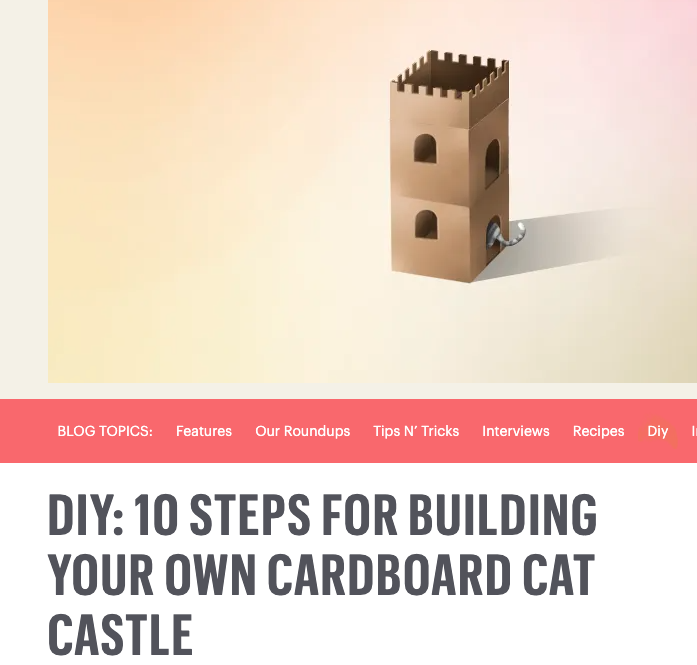 BLOG TOPICS: Features Our Roundups Tips N’ Tricks Interviews Recipes Diy
DIY: 10 STEPS FOR BUILDING
YOUR OWN CARDBOARD CAT
CASTLE